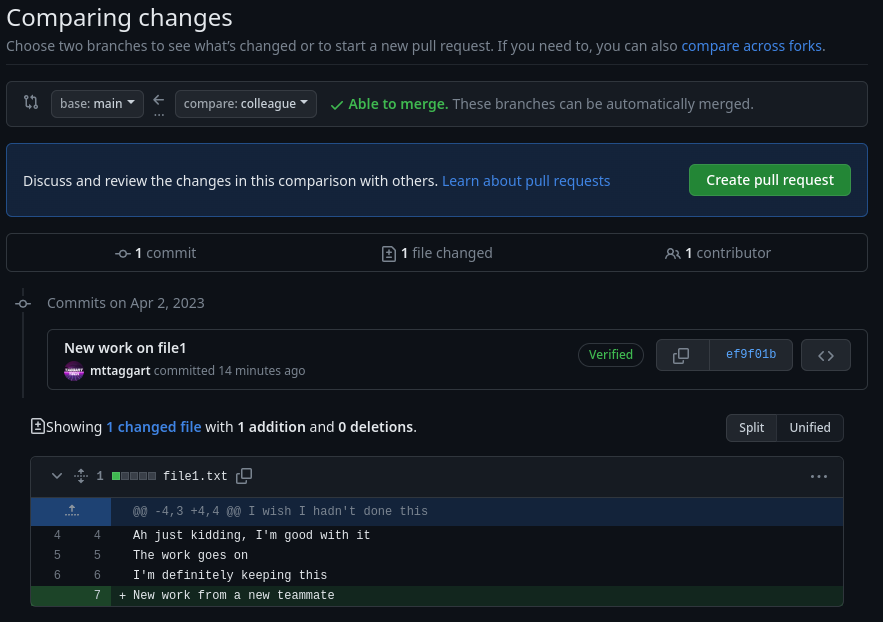 Comparing changes
Choose two branches to see what's changed or to start a new pull request. If you need to, you can also compare across forks.
base: main ... compare: colleague Able to merge. These branches can be automatically merged.
Discuss and review the changes in this comparison with others. Learn about pull requests Create pull request
1 commit 1 file changed 1 contributor
Commits on Apr 2, 2023
New work on file1
mttaggart committed 14 minutes ago
Verified ef9f01b
Showing 1 changed file with 1 addition and 0 deletions. Split Unified
1 file1.txt
@@ -4,3 +4,4 @@ I wish I hadn't done this
4 4 Ah just kidding, I'm good with it
5 5 The work goes on
6 6 I'm definitely keeping this
7 + New work from a new teammate